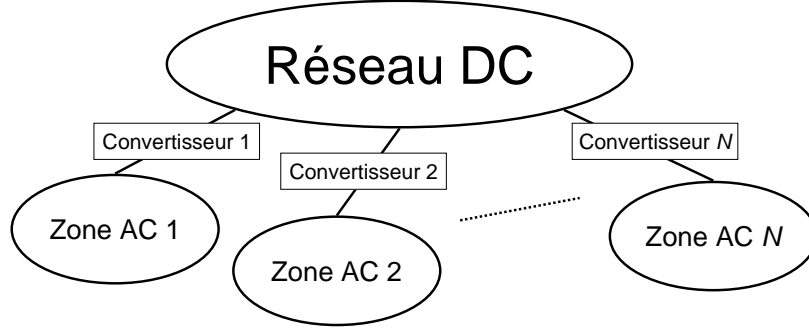 Réseau DC
Convertisseur 1
Convertisseur 2
Convertisseur N
Zone AC 1
Zone AC 2
Zone AC N